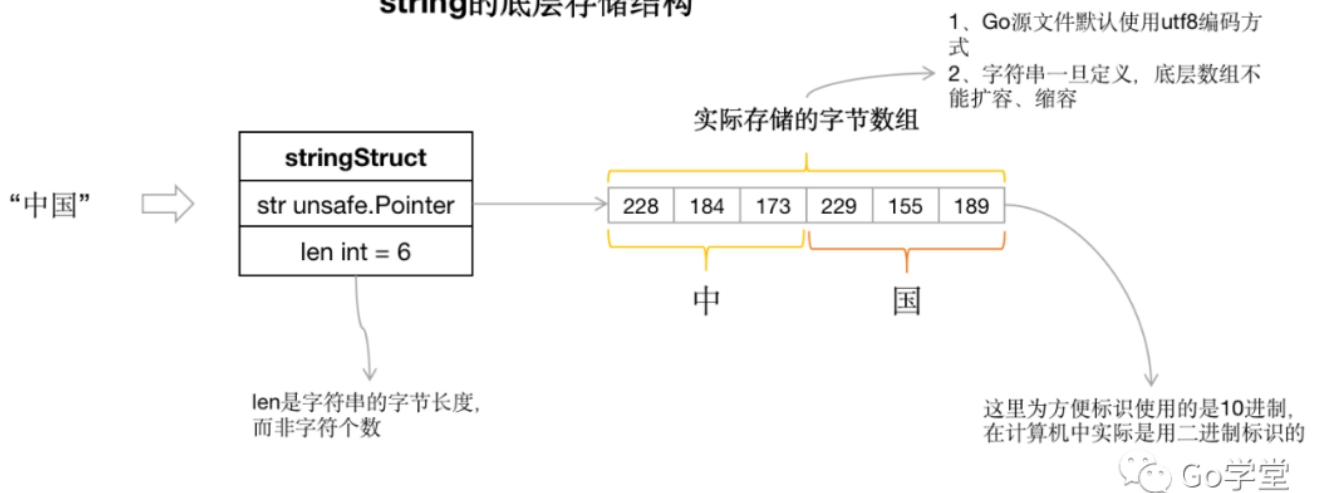 string的底层存储结构
1、Go源文件默认使用utf8编码方
式
2、字符串一旦定义，底层数组不
能扩容、缩容
实际存储的字节数组
stringStruct
“中国”
str unsafe.Pointer
228 184 173 229 155 189
len int = 6
中 国
len是字符串的字节长度，
而非字符个数
这里为方便标识使用的是10进制，
在计算机中实际是用二进制标识的
Go学堂